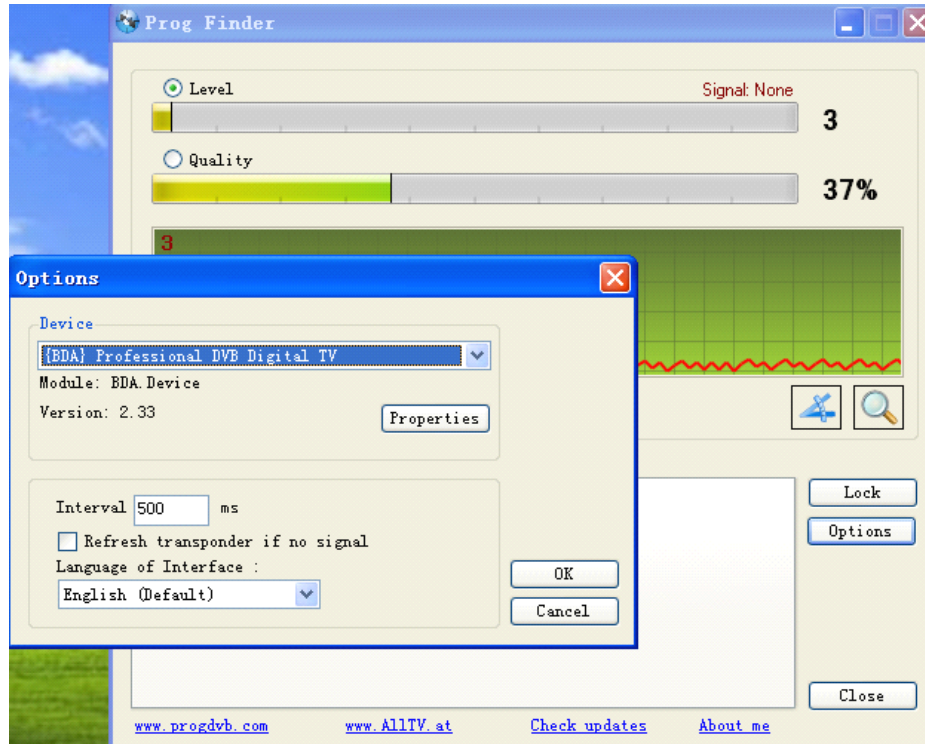 Prog Finder
Level
Signal: None
3
Quality
37%
3
Options
Device
{BDA} Professional DVB Digital TV
Module: BDA.Device
Version: 2.33
Properties
Interval 500 ms
Refresh transponder if no signal
Language of Interface :
English (Default)
OK
Cancel
Lock
Options
Close
www.progdvb.com www.AllTV.at Check updates About me